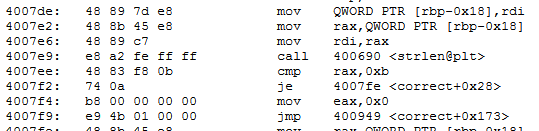 4007de: 48 89 7d e8 mov QWORD PTR [rbp-0x18],rdi
4007e2: 48 8b 45 e8 mov rax,QWORD PTR [rbp-0x18]
4007e6: 48 89 c7 mov rdi,rax
4007e9: e8 a2 fe ff ff call 400690 <strlen@plt>
4007ee: 48 83 f8 0b cmp rax,0xb
4007f2: 74 0a je 4007fe <correct+0x28>
4007f4: b8 00 00 00 00 mov eax,0x0
4007f9: e9 4b 01 00 00 jmp 400949 <correct+0x173>
4007fe: 48 8b 45 e8 mov rax,QWORD PTR [rbp-0x18]